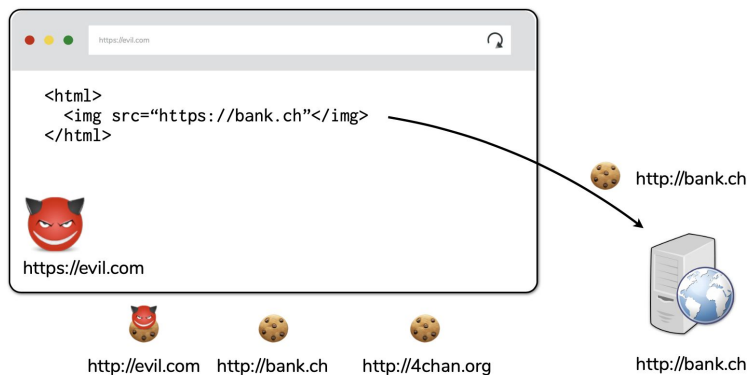 https://evil.com
<html>
<img src=“https://bank.ch”</img>
</html>
http://bank.ch
https://evil.com
http://evil.com
http://bank.ch
http://4chan.org
http://bank.ch